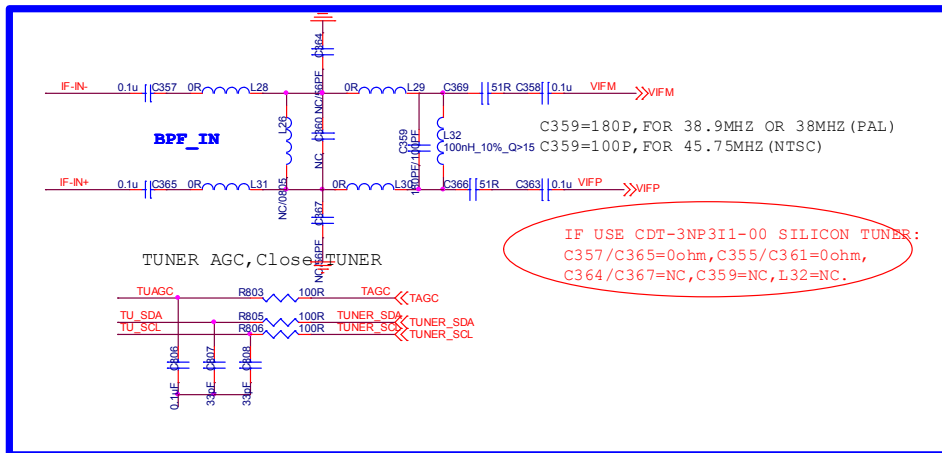 C364
NC/56PF
IF-IN-
0.1u
C357
0R
L28
0R
L29
C369
51R
C358
0.1u
VIFM
VIFM
BPF_IN
L26
NC/0805
C360
NC
C359
180PF/100PF
L32
100nH_10%_Q>15
C359=180P,FOR 38.9MHZ OR 38MHZ(PAL)
C359=100P,FOR 45.75MHZ(NTSC)
IF-IN+
0.1u
C365
0R
L31
0R
L30
C366
51R
C363
0.1u
VIFP
VIFP
C367
NC/56PF
IF USE CDT-3NP3I1-00 SILICON TUNER:
C357/C365=0ohm,C355/C361=0ohm,
C364/C367=NC,C359=NC,L32=NC.
TUNER AGC,Close TUNER
TUAGC
R803
100R
TAGC
TAGC
TU_SDA
R805
100R
TUNER_SDA
TUNER_SDA
TU_SCL
R806
100R
TUNER_SCL
TUNER_SCL
C806
0.1uF
C807
33pF
C808
33pF